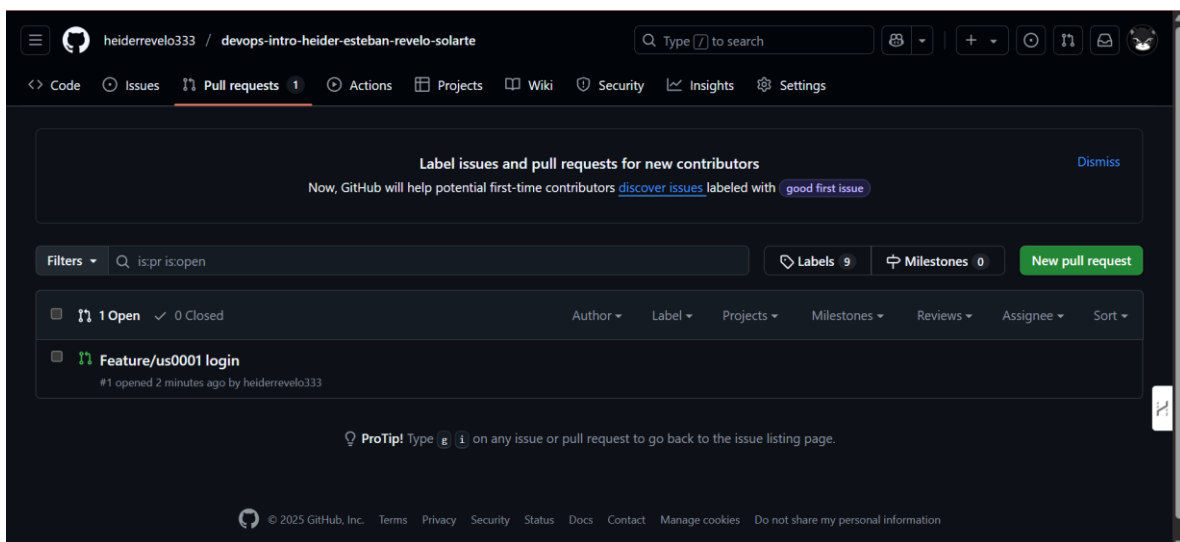 heiderrevelo333 / devops-intro-heider-esteban-revelo-solarte
Type / to search
Code Issues Pull requests 1 Actions Projects Wiki Security Insights Settings
Label issues and pull requests for new contributors
Dismiss
Now, GitHub will help potential first-time contributors discover issues labeled with good first issue
Filters is:pr is:open Labels 9 Milestones 0 New pull request
1 Open 0 Closed Author Label Projects Milestones Reviews Assignee Sort
Feature/us0001 login
#1 opened 2 minutes ago by heiderrevelo333
ProTip! Type g i on any issue or pull request to go back to the issue listing page.
© 2025 GitHub, Inc. Terms Privacy Security Status Docs Contact Manage cookies Do not share my personal information